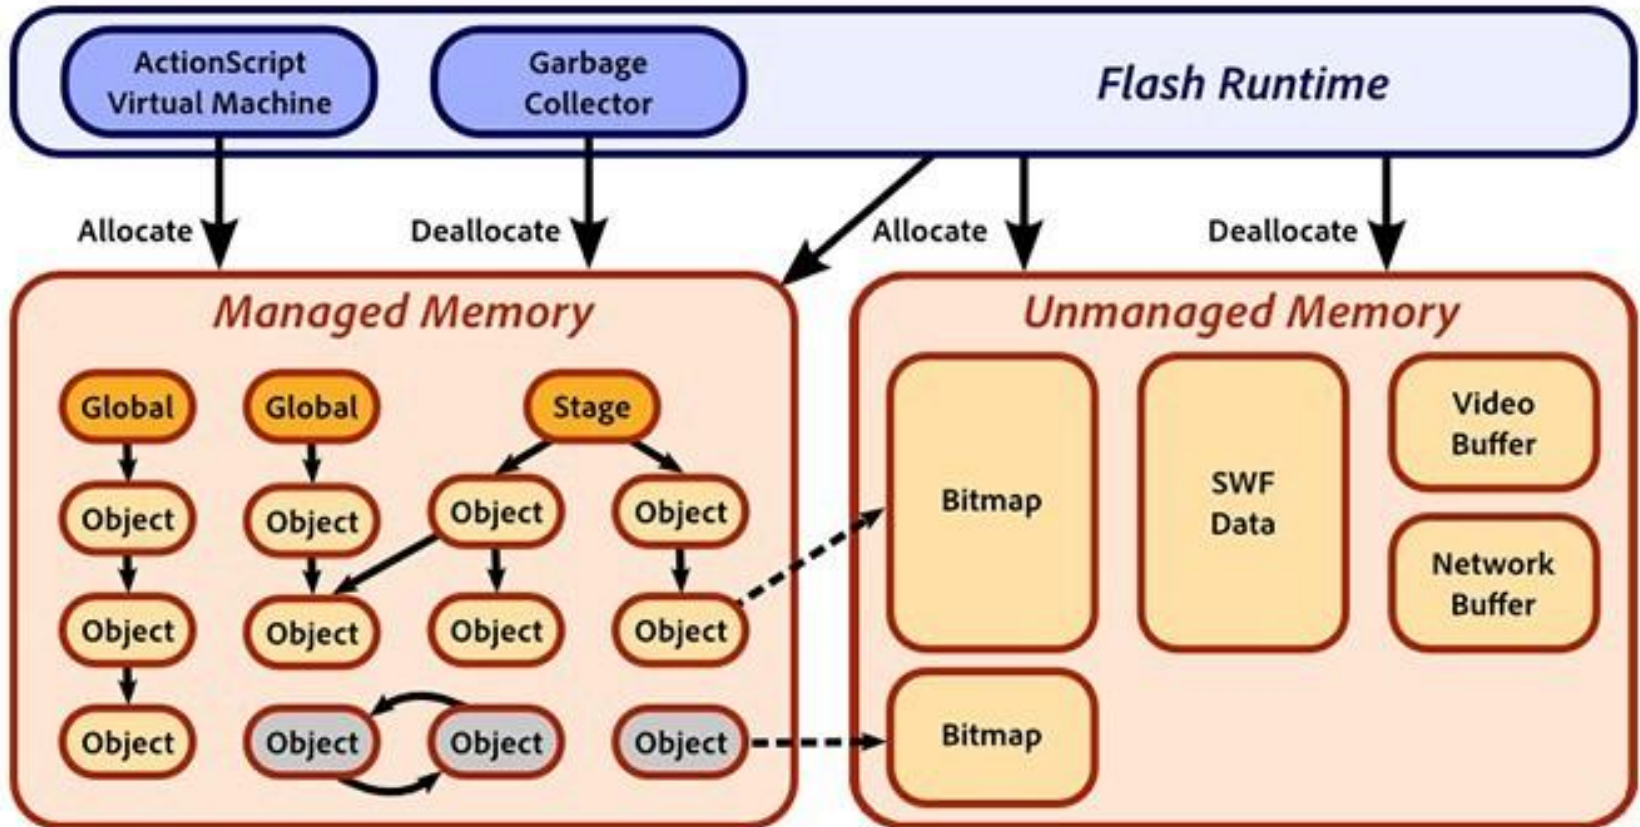 ActionScript
Virtual Machine
Garbage
Collector
Flash Runtime
Allocate
Deallocate
Allocate
Deallocate
Managed Memory
Global
Global
Stage
Object
Object
Object
Object
Object
Object
Object
Object
Object
Object
Object
Object
Unmanaged Memory
Bitmap
SWF
Data
Video
Buffer
Network
Buffer
Bitmap